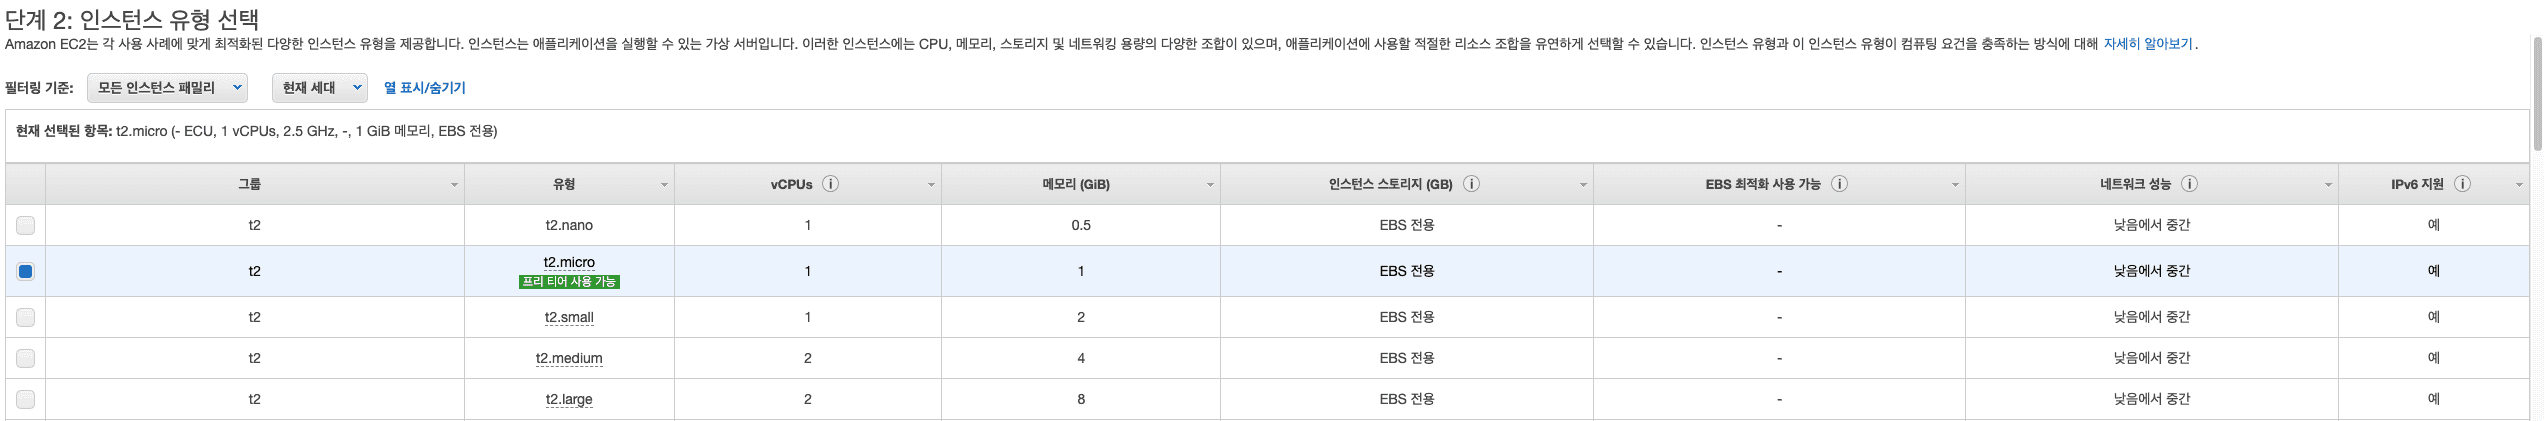 단계 2: 인스턴스 유형 선택
Amazon EC2는 각 사용 사례에 맞게 최적화된 다양한 인스턴스 유형을 제공합니다. 인스턴스는 애플리케이션을 실행할 수 있는 가상 서버입니다. 이러한 인스턴스에는 CPU, 메모리, 스토리지 및 네트워킹 용량의 다양한 조합이 있으며, 애플리케이션에 사용할 적절한 리소스 조합을 유연하게 선택할 수 있습니다. 인스턴스 유형과 이 인스턴스 유형이 컴퓨팅 요건을 충족하는 방식에 대해 자세히 알아보기.
필터링 기준: 모든 인스턴스 패밀리 현재 세대 열 표시/숨기기
현재 선택된 항목: t2.micro (- ECU, 1 vCPUs, 2.5 GHz, -, 1 GiB 메모리, EBS 전용)
그룹 유형 vCPUs 메모리 (GiB) 인스턴스 스토리지 (GB) EBS 최적화 사용 가능 네트워크 성능 IPv6 지원
t2 t2.nano 1 0.5 EBS 전용 - 낮음에서 중간 예
t2 t2.micro 1 1 EBS 전용 - 낮음에서 중간 예
프리 티어 사용 가능
t2 t2.small 1 2 EBS 전용 - 낮음에서 중간 예
t2 t2.medium 2 4 EBS 전용 - 낮음에서 중간 예
t2 t2.large 2 8 EBS 전용 - 낮음에서 중간 예